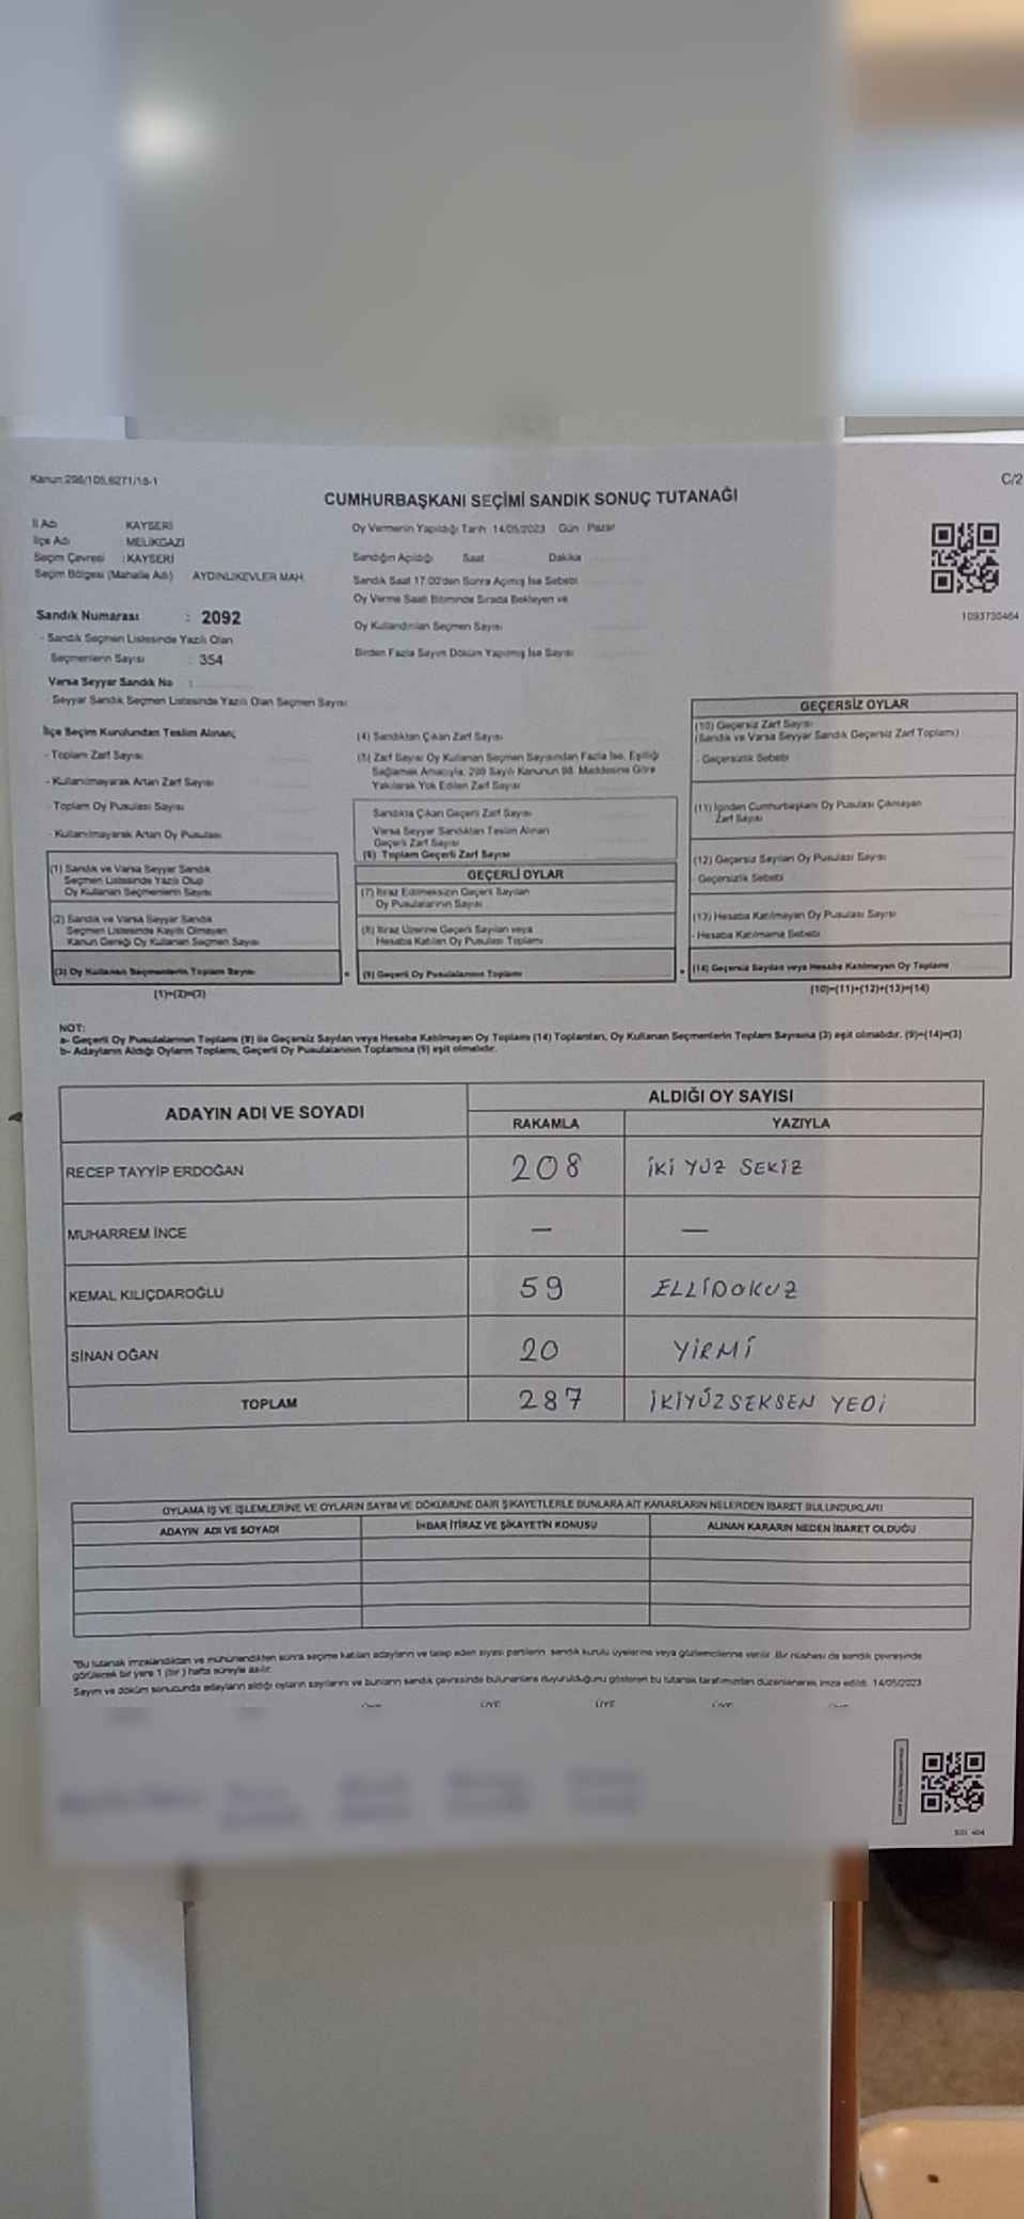 Kanun:298/105,6271/15-1
C/2
CUMHURBAŞKANI SEÇİMİ SANDIK SONUÇ TUTANAĞI
İl Adı KAYSERİ
İlçe Adı MELİKGAZİ
Seçim Çevresi : KAYSERİ
Seçim Bölgesi (Mahalle Adı) AYDINLIKEVLER MAH.
Sandık Numarası : 2092
- Sandık Seçmen Listesinde Yazılı Olan
Seçmenlerin Sayısı : 354
Varsa Seyyar Sandık No :
- Seyyar Sandık Seçmen Listesinde Yazılı Olan Seçmen Sayısı
Oy Vermenin Yapıldığı Tarih 14/05/2023 Gün : Pazar
Sandığın Açıldığı Saat Dakika
Sandık Saat 17.00'den Sonra Açılmış İse Sebebi
Oy Verme Saati Bitiminde Sırada Bekleyen ve
Oy Kullandırılan Seçmen Sayısı
Birden Fazla Sayım Döküm Yapılmış İse Sayısı
1093730464
İlçe Seçim Kurulundan Teslim Alınan;
- Toplam Zarf Sayısı
- Kullanılmayarak Artan Zarf Sayısı
- Toplam Oy Pusulası Sayısı
- Kullanılmayarak Artan Oy Pusulası
(1) Sandık ve Varsa Seyyar Sandık
Seçmen Listesinde Yazılı Olup
Oy Kullanan Seçmenlerin Sayısı
(2) Sandık ve Varsa Seyyar Sandık
Seçmen Listesinde Kayıtlı Olmayan
Kanun Gereği Oy Kullanan Seçmen Sayısı
(3) Oy Kullanan Seçmenlerin Toplam Sayısı
(1)+(2)=(3)
(4) Sandıktan Çıkan Zarf Sayısı
(5) Zarf Sayısı Oy Kullanan Seçmen Sayısından Fazla İse, Eşitliği
Sağlamak Amacıyla, 298 Sayılı Kanunun 98. Maddesine Göre
Yakılarak Yok Edilen Zarf Sayısı
Sandıkta Çıkan Geçerli Zarf Sayısı
Varsa Seyyar Sandıktan Teslim Alınan
Geçerli Zarf Sayısı
(6) Toplam Geçerli Zarf Sayısı
GEÇERLİ OYLAR
(7) İtiraz Edilmeksizin Geçerli Sayılan
Oy Pusulalarının Sayısı
(8) İtiraz Üzerine Geçerli Sayılan veya
Hesaba Katılan Oy Pusulası Toplamı
(9) Geçerli Oy Pusulalarının Toplamı
GEÇERSİZ OYLAR
(10) Geçersiz Zarf Sayısı
(Sandık ve Varsa Seyyar Sandık Geçersiz Zarf Toplamı)
- Geçersizlik Sebebi
(11) İçinden Cumhurbaşkanı Oy Pusulası Çıkmayan
Zarf Sayısı
(12) Geçersiz Sayılan Oy Pusulası Sayısı
- Geçersizlik Sebebi
(13) Hesaba Katılmayan Oy Pusulası Sayısı
- Hesaba Katılmama Sebebi
(14) Geçersiz Sayılan veya Hesaba Katılmayan Oy Toplamı
(10)+(11)+(12)+(13)=(14)
NOT:
a- Geçerli Oy Pusulalarının Toplamı (9) ile Geçersiz Sayılan veya Hesaba Katılmayan Oy Toplamı (14) Toplamları, Oy Kullanan Seçmenlerin Toplam Sayısına (3) eşit olmalıdır. (9)+(14)=(3)
b- Adayların Aldığı Oyların Toplamı, Geçerli Oy Pusulalarının Toplamına (9) eşit olmalıdır.
ADAYIN ADI VE SOYADI ALDIĞI OY SAYISI
RAKAMLA YAZIYLA
RECEP TAYYİP ERDOĞAN 208 İKİ YÜZ SEKİZ
MUHARREM İNCE — —
KEMAL KILIÇDAROĞLU 59 ELLİDOKUZ
SİNAN OĞAN 20 YİRMİ
TOPLAM 287 İKİYÜZSEKSEN YEDİ
OYLAMA İŞ VE İŞLEMLERİNE VE OYLARIN SAYIM VE DÖKÜMÜNE DAİR ŞİKAYETLERLE BUNLARA AİT KARARLARIN NELERDEN İBARET BULUNDUKLARI
ADAYIN ADI VE SOYADI İHBAR İTİRAZ VE ŞİKAYETİN KONUSU ALINAN KARARIN NEDEN İBARET OLDUĞU
"Bu tutanak imzalandıktan ve mühürlendikten sonra seçime katılan adayların ve talep eden siyasi partilerin sandık kurulu üyelerine veya gözlemcilerine verilir. Bir nüshası da sandık çevresinde
görülecek bir yere 1 (bir) hafta süreyle asılır.
Sayım ve döküm sonucunda adayların aldığı oyların sayılarını ve bunların sandık çevresinde bulunanlara duyurulduğunu gösteren bu tutanak tarafımızdan düzenlenerek imza edildi. 14/05/2023
ÜYE ÜYE